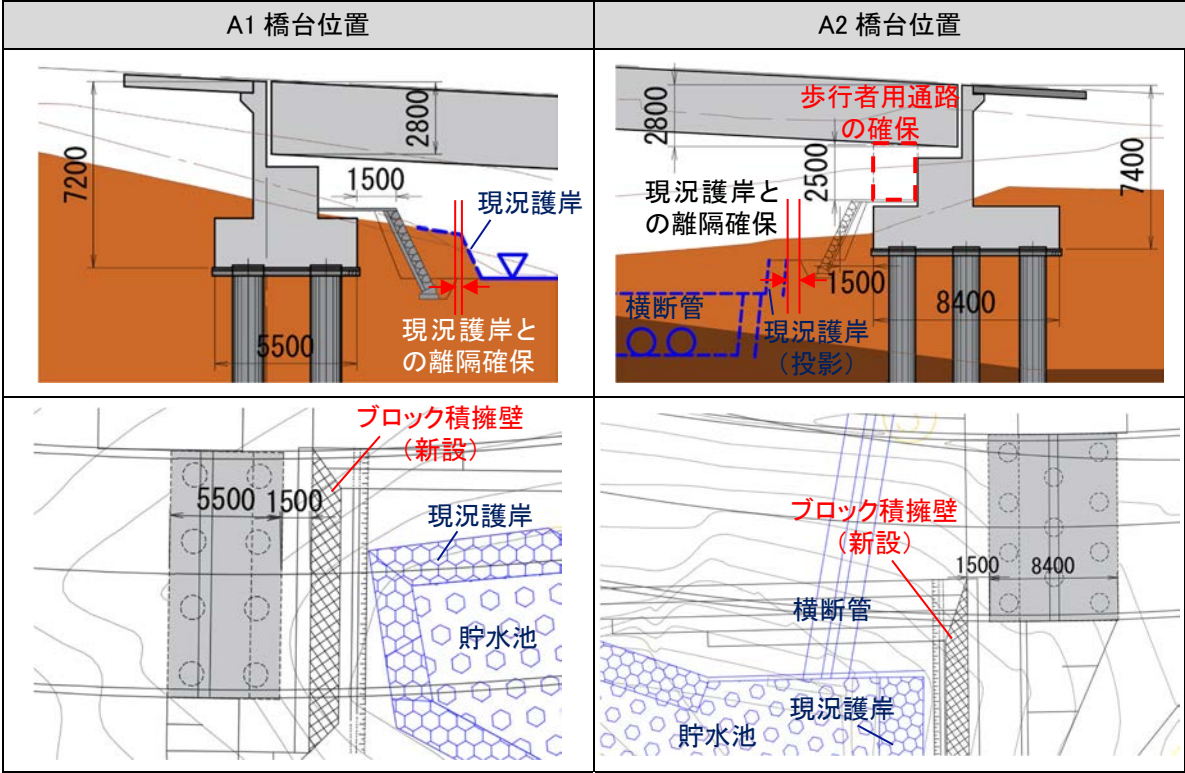 A1 橋台位置
A2 橋台位置
7200
2800
1500
現況護岸
現況護岸と
の離隔確保
5500
2800
歩行者用通路
の確保
2500
7400
現況護岸と
の離隔確保
1500
8400
横断管
現況護岸
（投影）
ブロック積擁壁
（新設）
5500
1500
現況護岸
貯水池
ブロック積擁壁
（新設）
1500
8400
横断管
現況護岸
貯水池